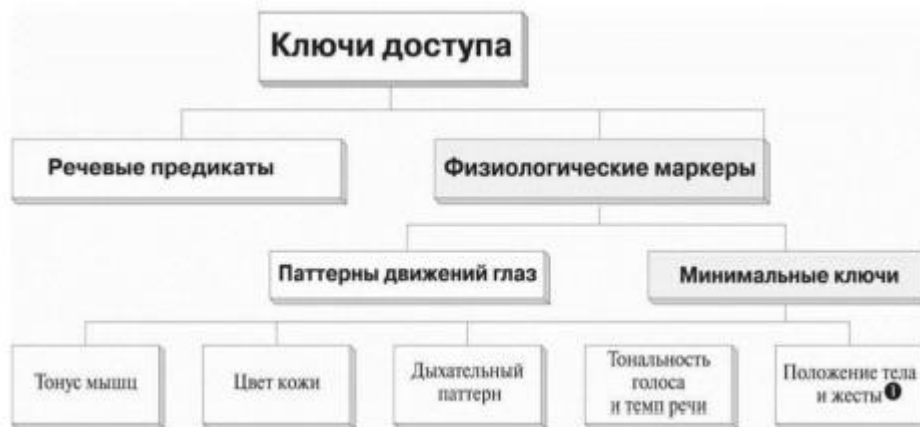 Ключи доступа
Речевые предикаты
Физиологические маркеры
Паттерны движений глаз
Минимальные ключи
Тонус мышц
Цвет кожи
Дыхательный
паттерн
Тональность
голоса
и темп речи
Положение тела
и жесты ❶